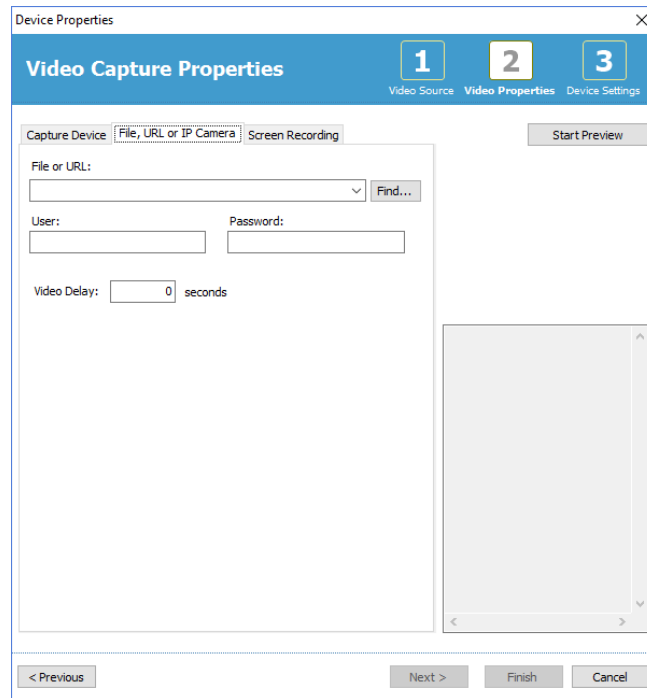 Device Properties
Video Capture Properties
1 2 3
Video Source Video Properties Device Settings
Capture Device File, URL or IP Camera Screen Recording
Start Preview
File or URL:
Find...
User: Password:
Video Delay: 0 seconds
< Previous Next > Finish Cancel